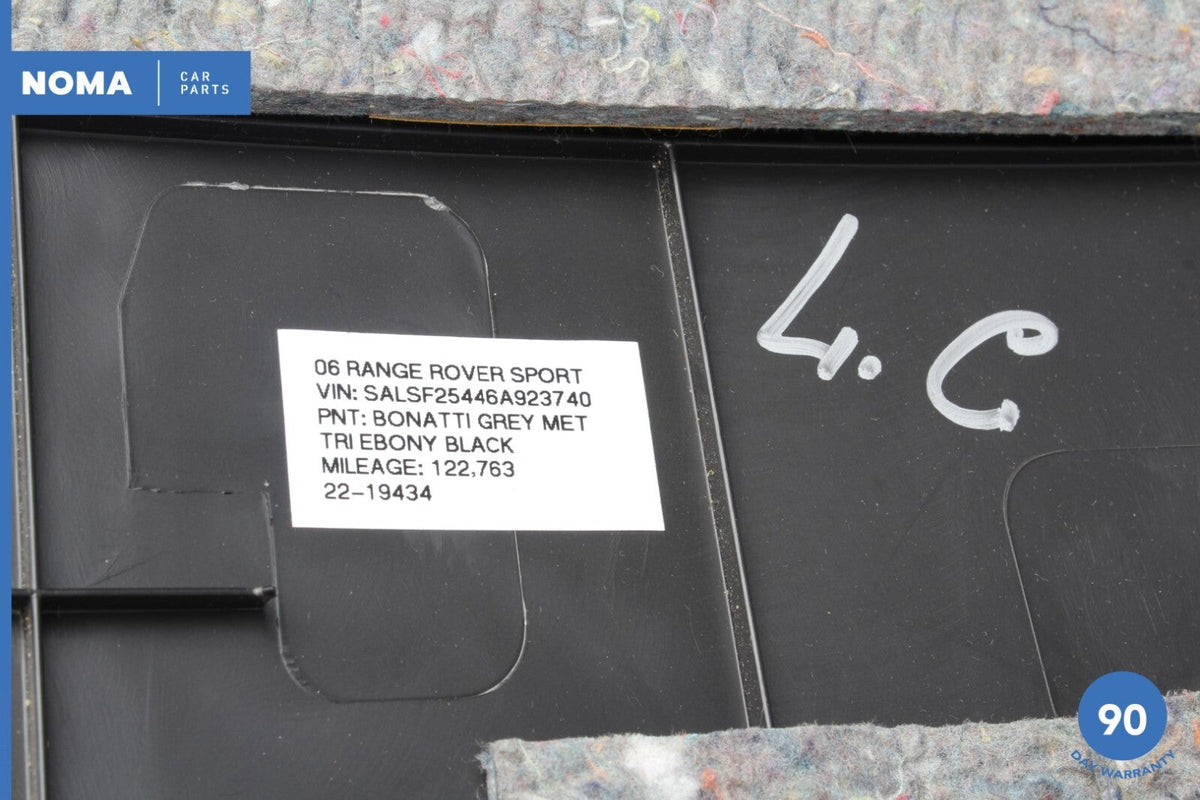 NOMA
CAR
PARTS
06 RANGE ROVER SPORT
VIN: SALSF25446A923740
PNT: BONATTI GREY MET
TRI EBONY BLACK
MILEAGE: 122,763
22-19434
4.C
90
DAY WARRANTY